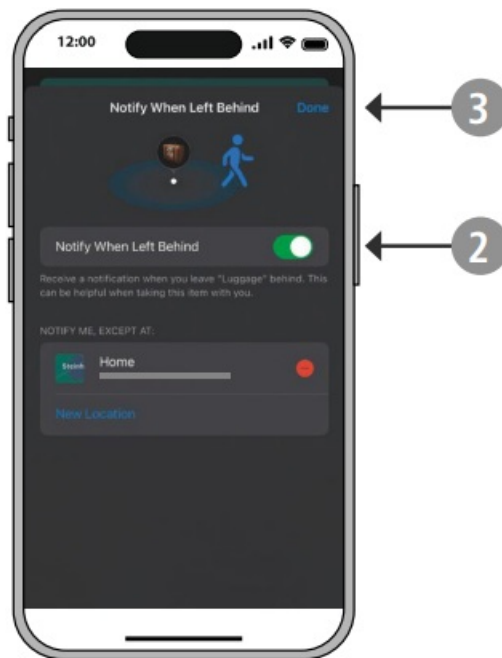 12:00
Notify When Left Behind Done
3
Notify When Left Behind
2
Receive a notification when you leave "Luggage" behind. This
can be helpful when taking this item with you.
NOTIFY ME, EXCEPT AT:
Steinh
Home
New Location